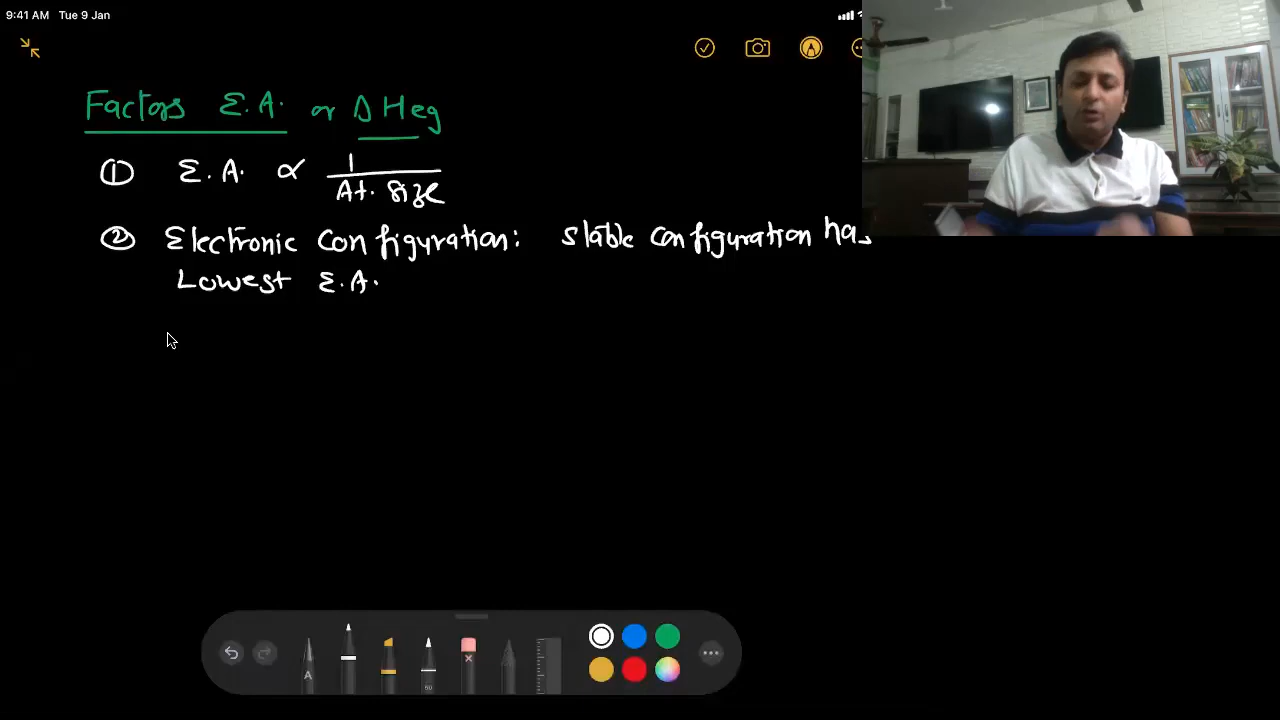 9:41 AM Tue 9 Jan
Factors E.A. or ΔHeg
① E.A. ∝ 1/At. Size
② Electronic Configuration: Stable Configuration has
Lowest E.A.
A
50